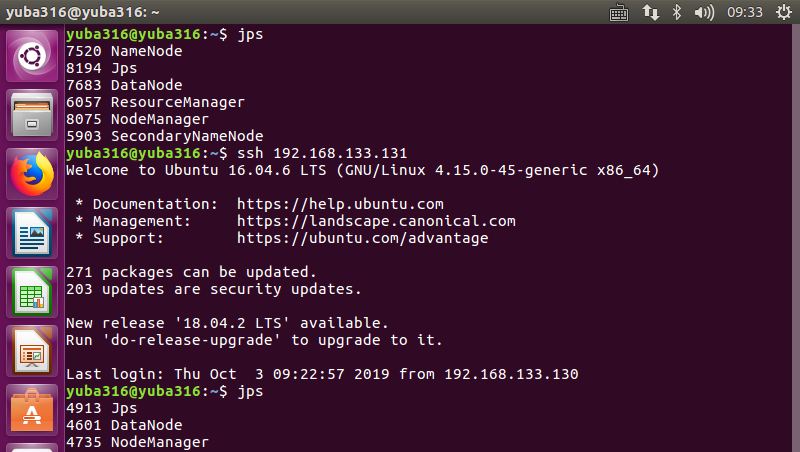 yuba316@yuba316: ~
09:33
yuba316@yuba316:~$ jps
7520 NameNode
8194 Jps
7683 DataNode
6057 ResourceManager
8075 NodeManager
5903 SecondaryNameNode
yuba316@yuba316:~$ ssh 192.168.133.131
Welcome to Ubuntu 16.04.6 LTS (GNU/Linux 4.15.0-45-generic x86_64)
* Documentation:  https://help.ubuntu.com
* Management:     https://landscape.canonical.com
* Support:        https://ubuntu.com/advantage
271 packages can be updated.
203 updates are security updates.
New release '18.04.2 LTS' available.
Run 'do-release-upgrade' to upgrade to it.
Last login: Thu Oct  3 09:22:57 2019 from 192.168.133.130
yuba316@yuba316:~$ jps
4913 Jps
4601 DataNode
4735 NodeManager